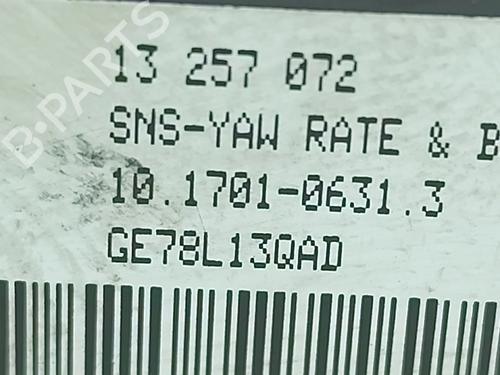 13 257 072
SNS-YAW RATE & B
10.1701-0631.3
GE78L13QAD
B-PARTS